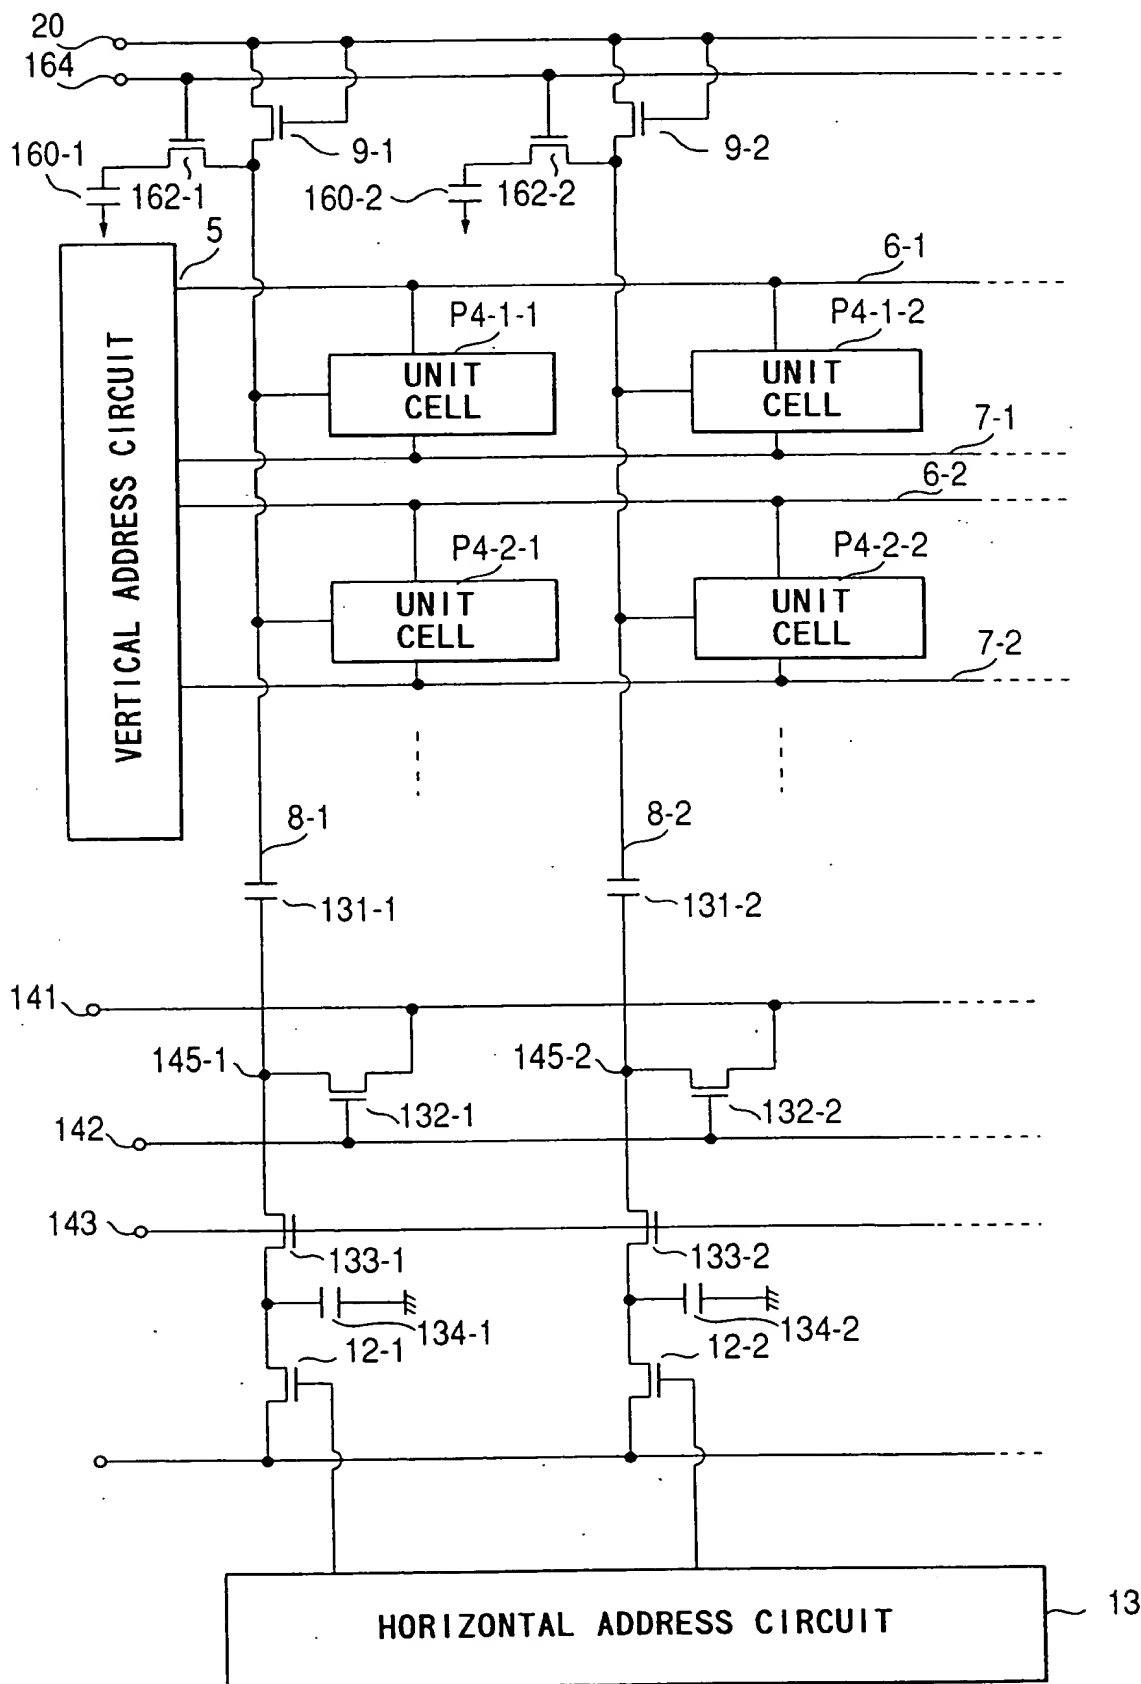 20
164
160-1
162-1
9-1
160-2
162-2
9-2
5
6-1
P4-1-1
P4-1-2
UNIT
CELL
UNIT
CELL
7-1
6-2
VERTICAL ADDRESS CIRCUIT
P4-2-1
P4-2-2
UNIT
CELL
UNIT
CELL
7-2
8-1
8-2
131-1
131-2
141
145-1
145-2
132-1
132-2
142
143
133-1
133-2
134-1
134-2
12-1
12-2
HORIZONTAL ADDRESS CIRCUIT
13